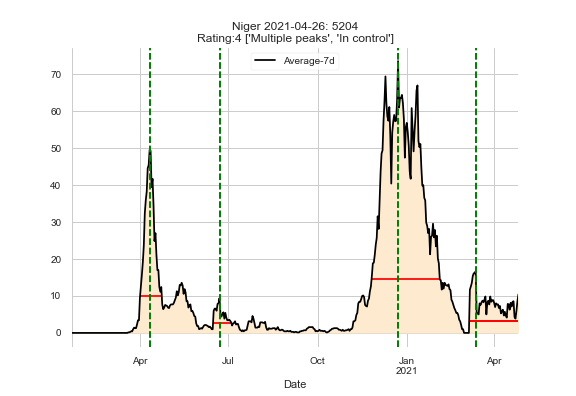 Niger 2021-04-26: 5204
Rating:4 ['Multiple peaks', 'In control']
Average-7d
70
60
50
40
30
20
10
0
Apr
Jul
Oct
Jan
2021
Apr
Date